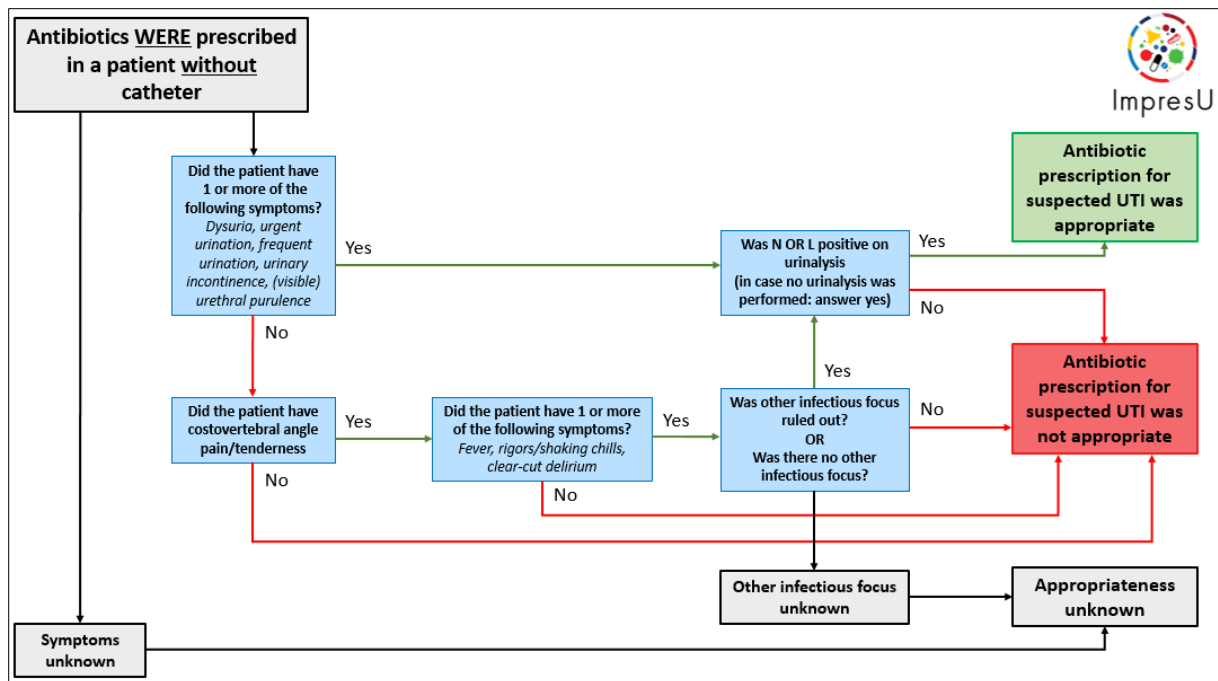 Antibiotics WERE prescribed
in a patient without
catheter
ImpresU
Did the patient have
1 or more of the
following symptoms?
Dysuria, urgent
urination, frequent
urination, urinary
incontinence, (visible)
urethral purulence
Yes
No
Was N OR L positive on
urinalysis
(in case no urinalysis was
performed: answer yes)
Yes
No
Antibiotic
prescription for
suspected UTI was
appropriate
Did the patient have
costovertebral angle
pain/tenderness
Yes
No
Did the patient have 1 or more
of the following symptoms?
Fever, rigors/shaking chills,
clear-cut delirium
Yes
No
Was other infectious focus
ruled out?
OR
Was there no other
infectious focus?
Yes
No
Antibiotic
prescription for
suspected UTI was
not appropriate
Other infectious focus
unknown
Appropriateness
unknown
Symptoms
unknown